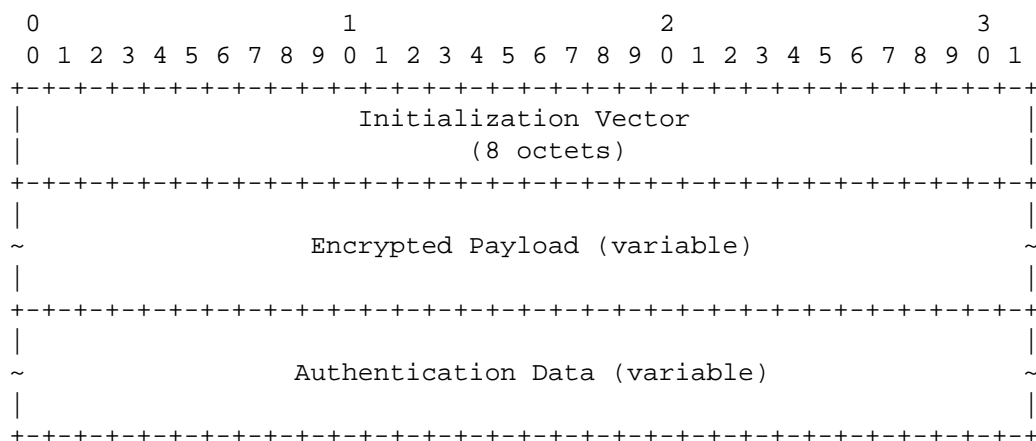 0                   1                   2                   3
 0 1 2 3 4 5 6 7 8 9 0 1 2 3 4 5 6 7 8 9 0 1 2 3 4 5 6 7 8 9 0 1
+-+-+-+-+-+-+-+-+-+-+-+-+-+-+-+-+-+-+-+-+-+-+-+-+-+-+-+-+-+-+-+-+
|                     Initialization Vector                     |
|                            (8 octets)                         |
+-+-+-+-+-+-+-+-+-+-+-+-+-+-+-+-+-+-+-+-+-+-+-+-+-+-+-+-+-+-+-+-+
|                                                               |
~                  Encrypted Payload (variable)                 ~
|                                                               |
+-+-+-+-+-+-+-+-+-+-+-+-+-+-+-+-+-+-+-+-+-+-+-+-+-+-+-+-+-+-+-+-+
|                                                               |
~                 Authentication Data (variable)                ~
|                                                               |
+-+-+-+-+-+-+-+-+-+-+-+-+-+-+-+-+-+-+-+-+-+-+-+-+-+-+-+-+-+-+-+-+